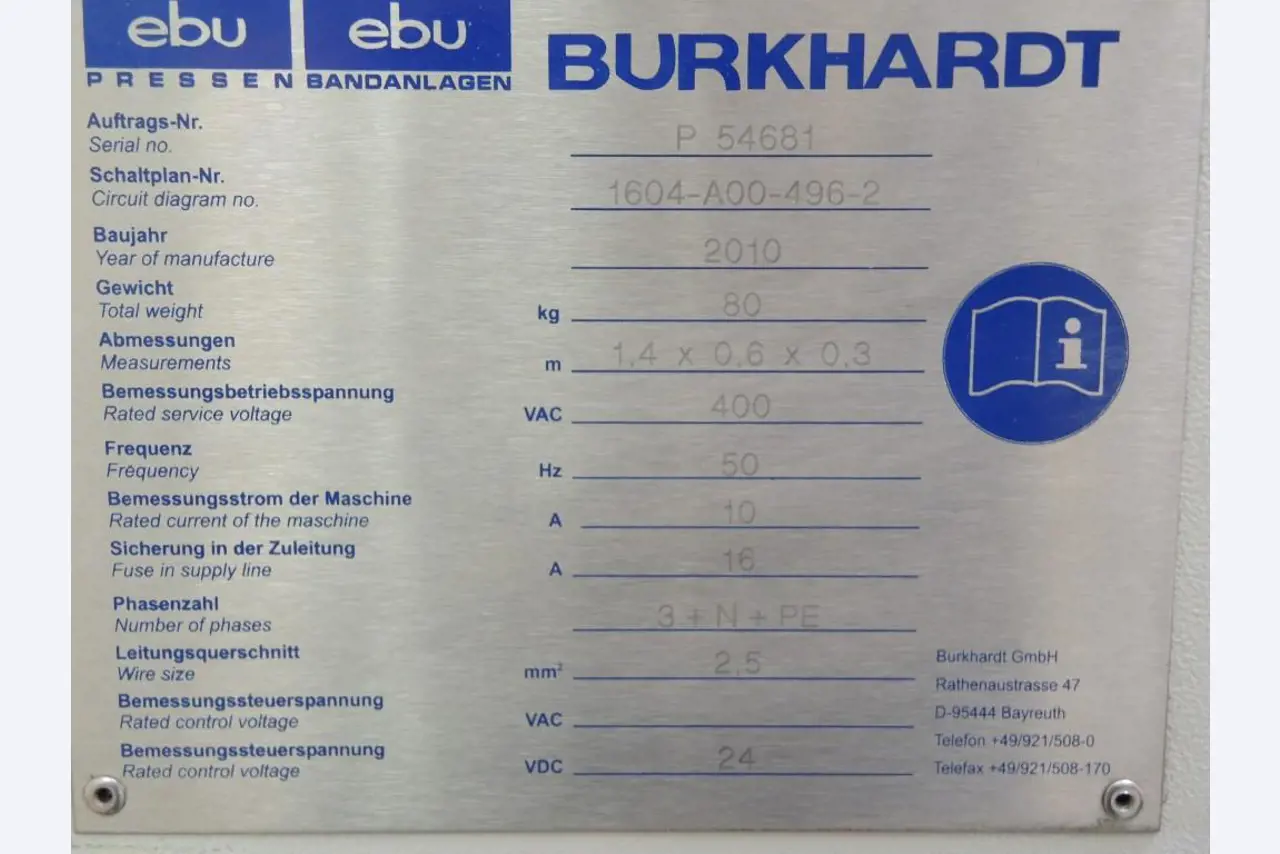 ebu ebu BURKHARDT
PRESSEN BANDANLAGEN
Auftrags-Nr.
Serial no. P 54681
Schaltplan-Nr.
Circuit diagram no. 1604-A00-496-2
Baujahr
Year of manufacture 2010
Gewicht
Total weight kg 80
Abmessungen
Measurements m 1,4 x 0,6 x 0,3
Bemessungsbetriebsspannung
Rated service voltage VAC 400
Frequenz
Frequency Hz 50
Bemessungsstrom der Maschine
Rated current of the maschine A 10
Sicherung in der Zuleitung
Fuse in supply line A 16
Phasenzahl
Number of phases 3 + N + PE
Leitungsquerschnitt
Wire size mm² 2,5
Bemessungssteuerspannung
Rated control voltage VAC
Bemessungssteuerspannung
Rated control voltage VDC 24
i
Burkhardt GmbH
Rathenaustrasse 47
D-95444 Bayreuth
Telefon +49/921/508-0
Telefax +49/921/508-170